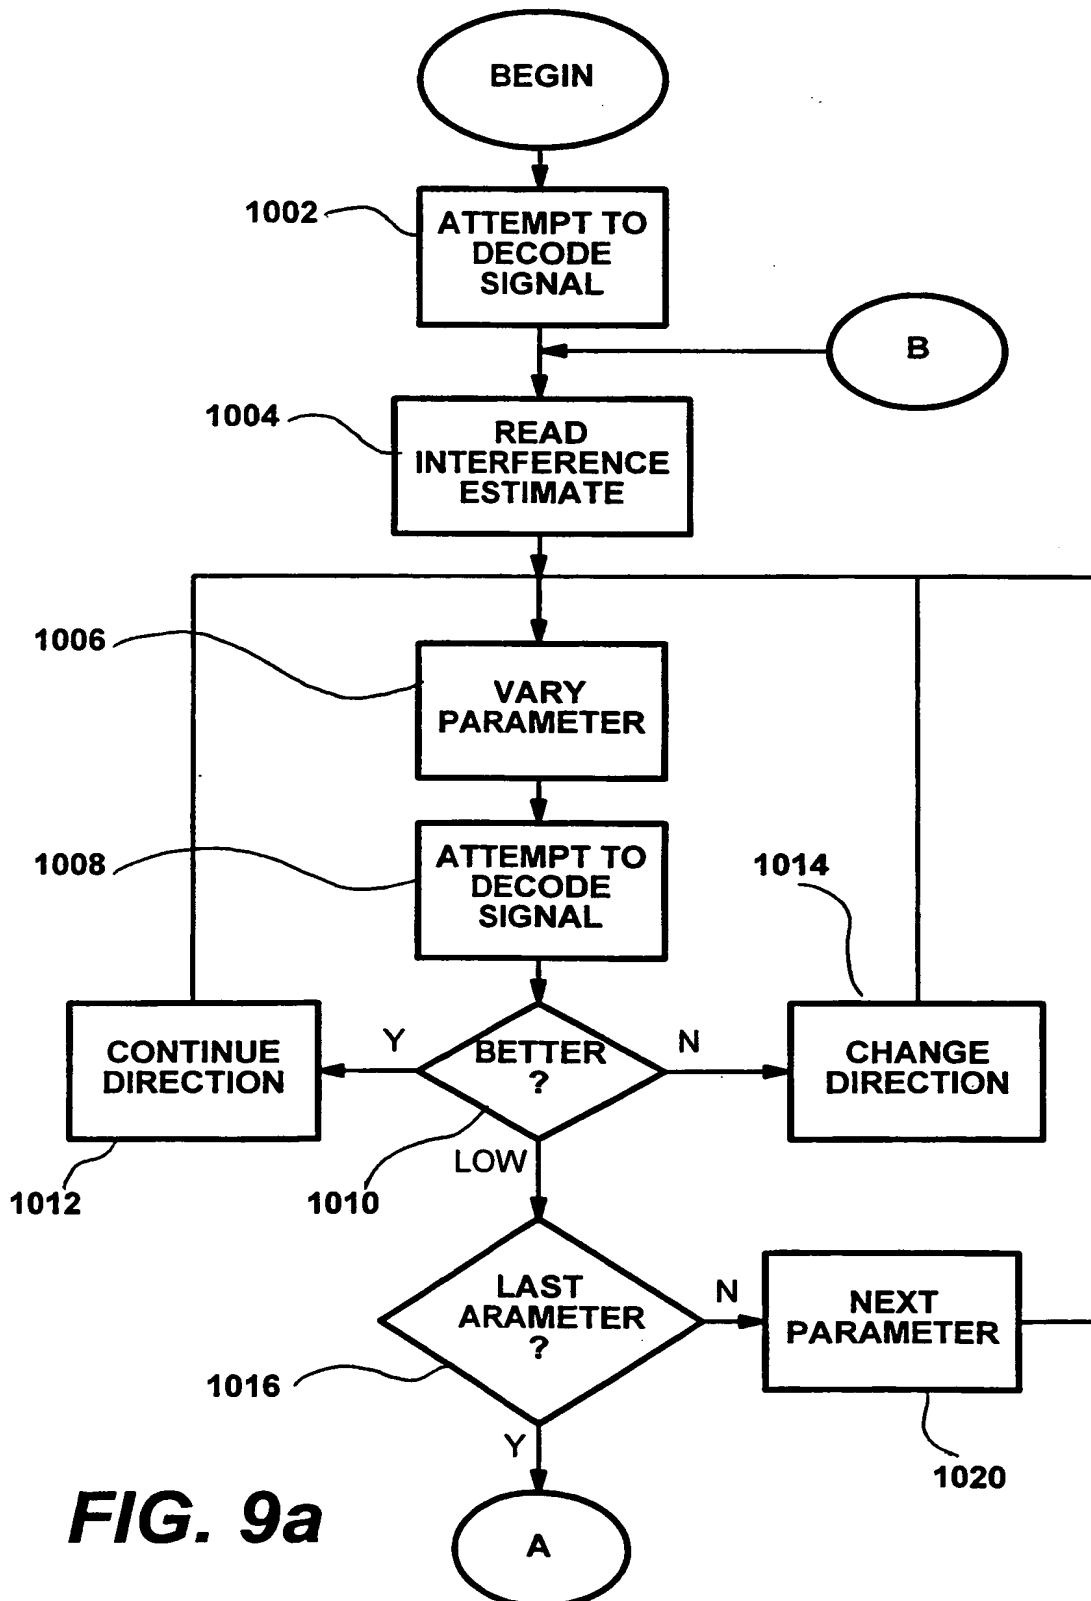 BEGIN
1002
ATTEMPT TO
DECODE
SIGNAL
B
1004
READ
INTERFERENCE
ESTIMATE
1006
VARY
PARAMETER
1008
ATTEMPT TO
DECODE
SIGNAL
1014
CONTINUE
DIRECTION
Y
BETTER
?
N
CHANGE
DIRECTION
1012
1010
LOW
LAST
ARAMETER
?
N
NEXT
PARAMETER
1016
Y
1020
FIG. 9a
A